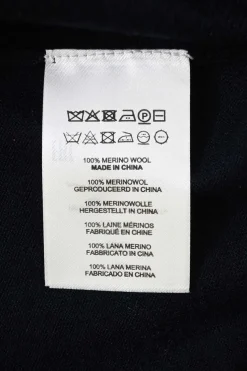 100% MERINO WOOL
MADE IN CHINA
100% MERINOWOL
GEPRODUCEERD IN CHINA
100% MERINOWOLLE
HERGESTELLT IN CHINA
100% LAINE MÉRINOS
FABRIQUÉ EN CHINE
100% LANA MERINO
FABBRICATO IN CINA
100% LANA MERINA
FABRICADO EN CHINA